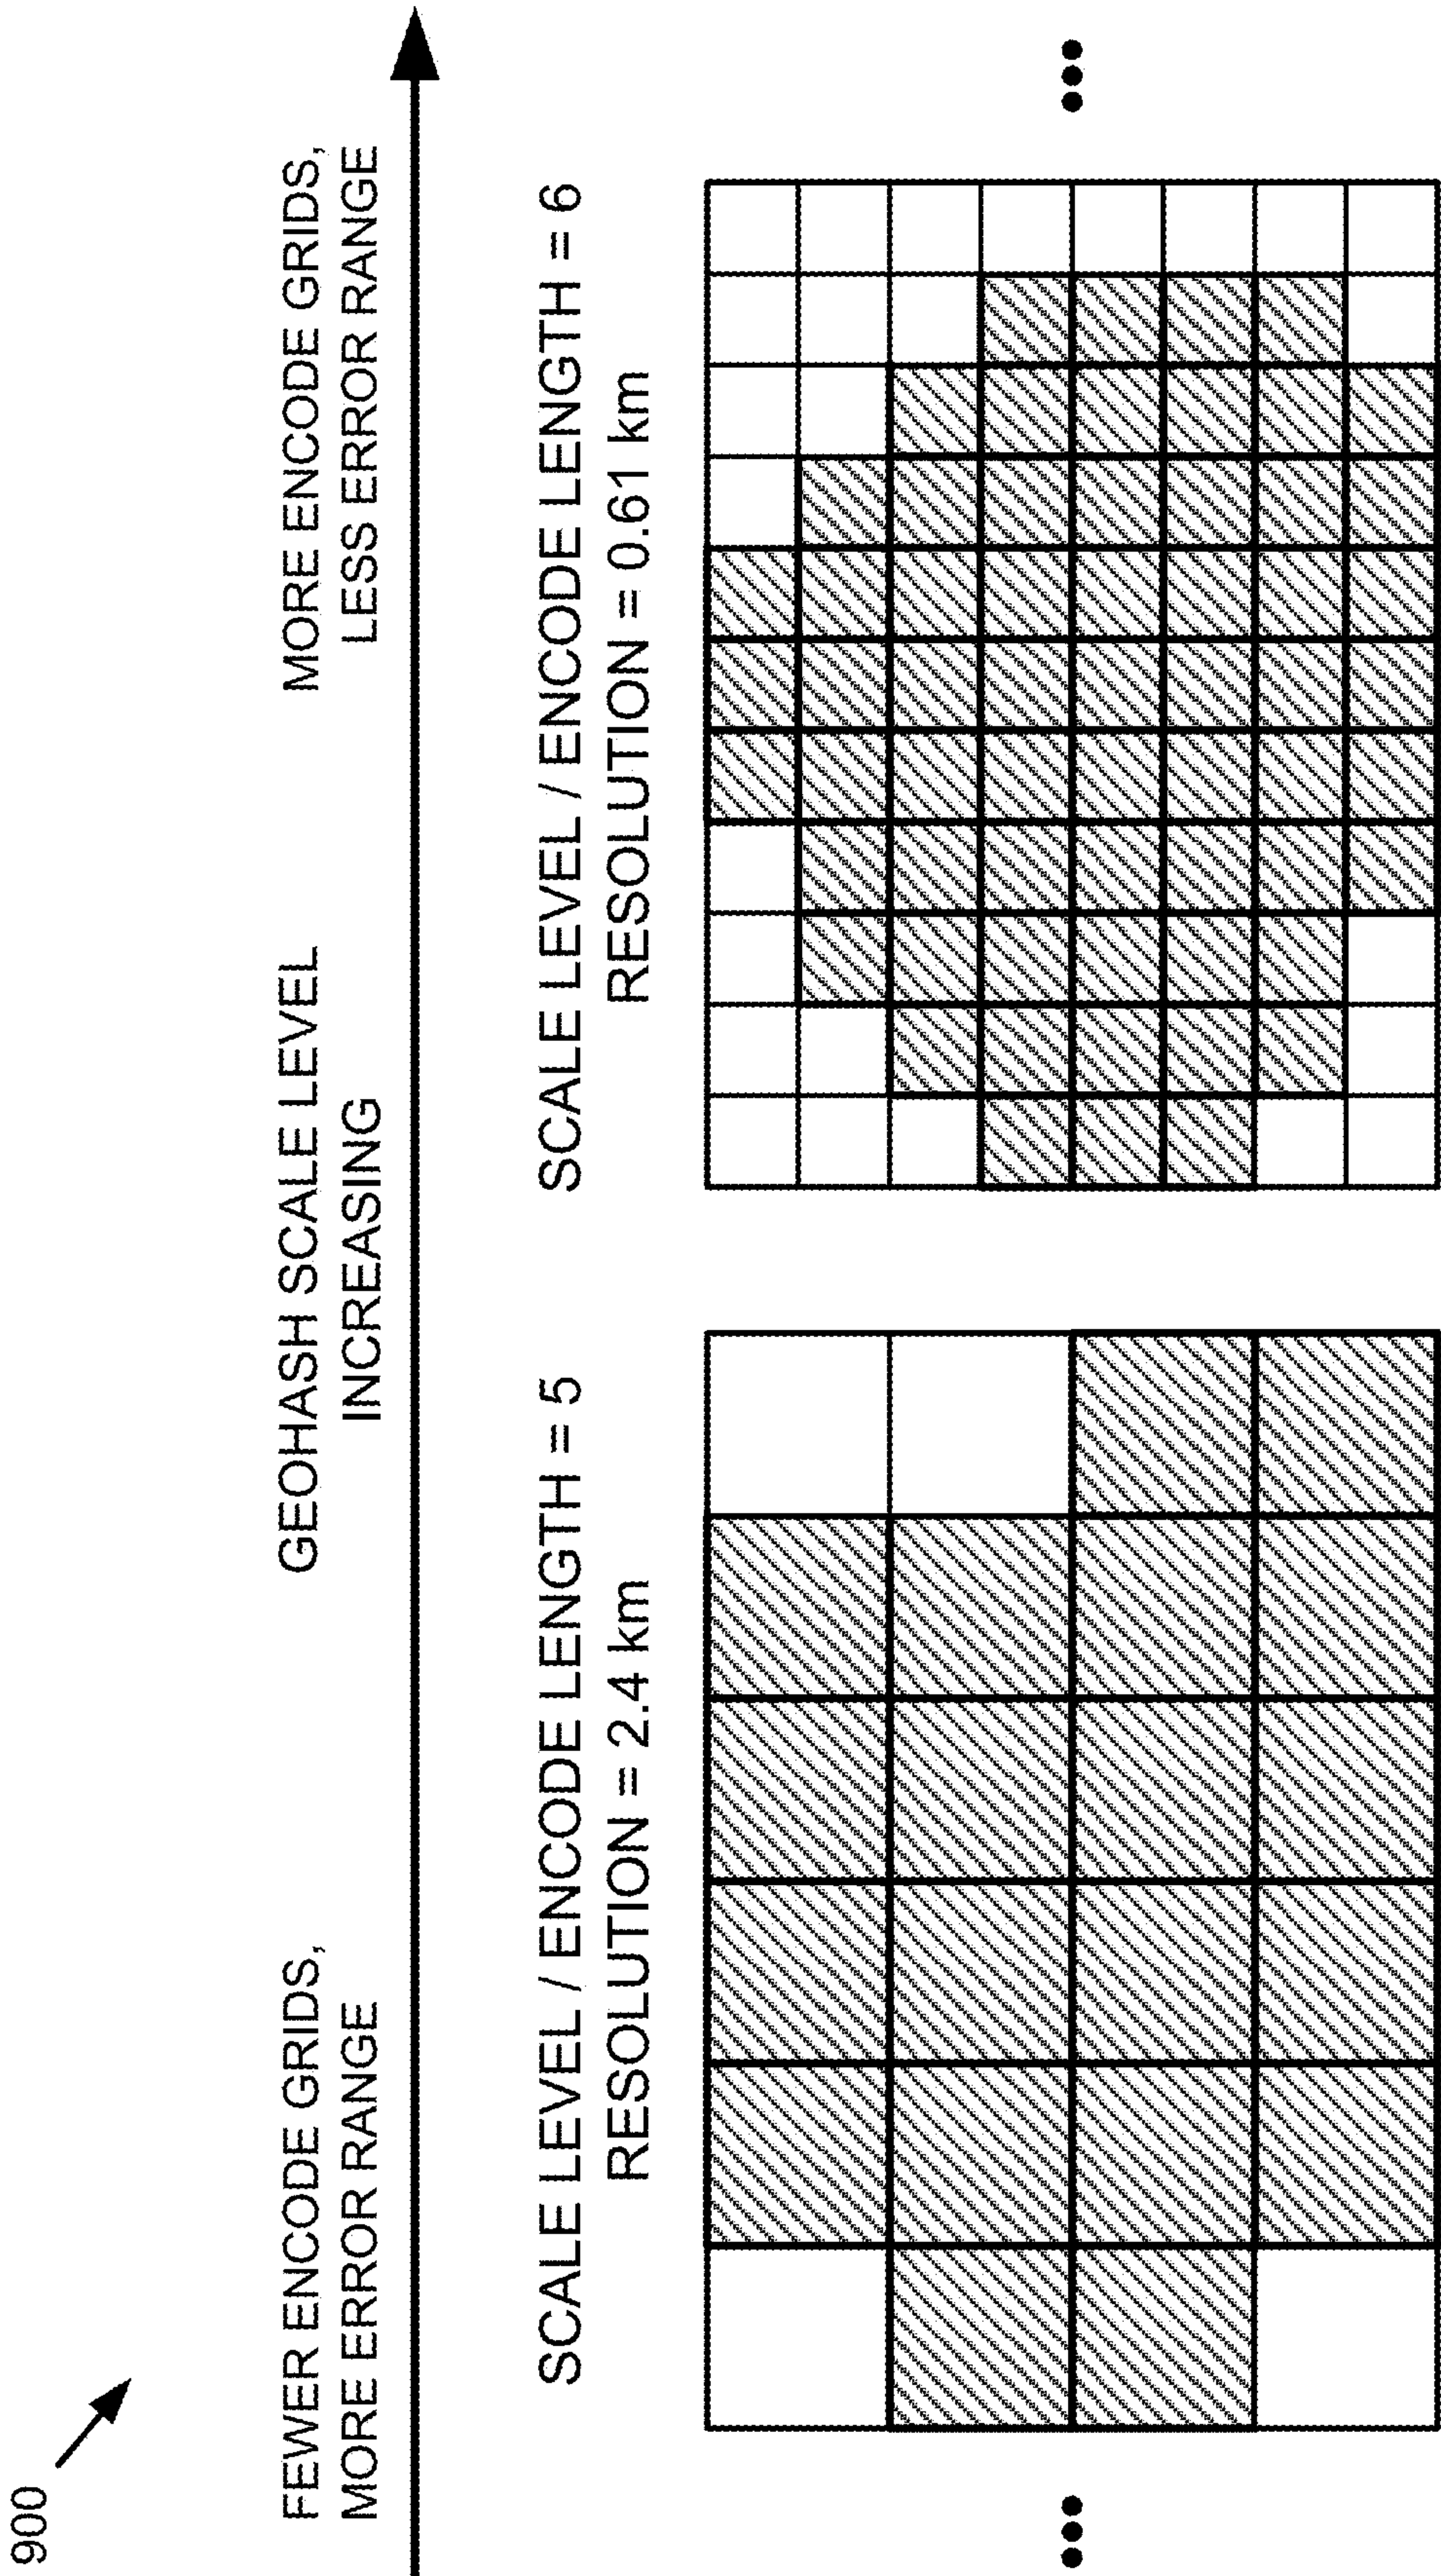 900
FEWER ENCODE GRIDS,
MORE ERROR RANGE
GEOHASH SCALE LEVEL
INCREASING
MORE ENCODE GRIDS,
LESS ERROR RANGE
SCALE LEVEL / ENCODE LENGTH = 5
RESOLUTION = 2.4 km
SCALE LEVEL / ENCODE LENGTH = 6
RESOLUTION = 0.61 km